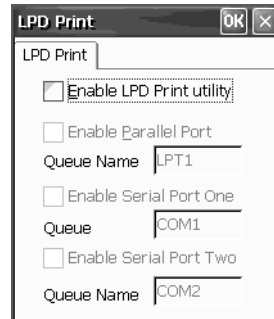 LPD Print OK ×
LPD Print
Enable LPD Print utility
Enable Parallel Port
Queue Name LPT1
Enable Serial Port One
Queue COM1
Enable Serial Port Two
Queue Name COM2